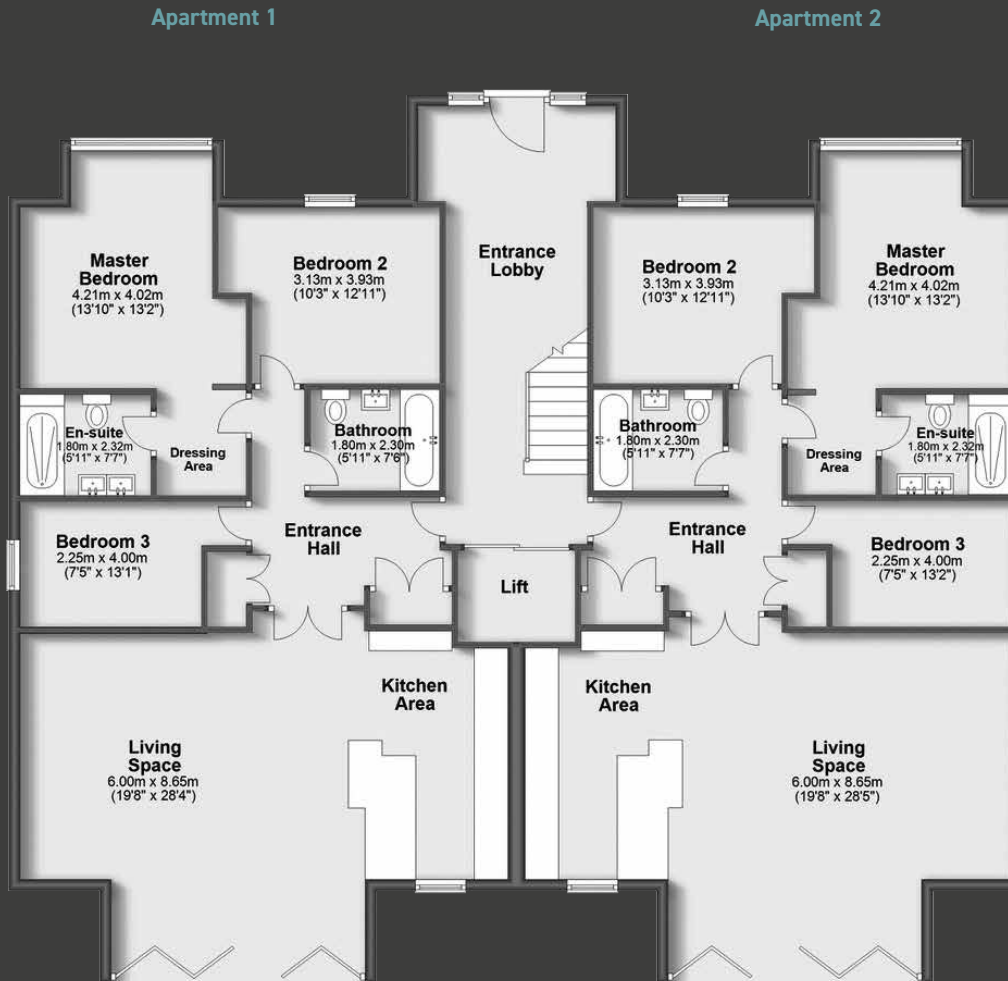 Apartment 1
Apartment 2
Master
Bedroom
4.21m x 4.02m
(13'10" x 13'2")
Bedroom 2
3.13m x 3.93m
(10'3" x 12'11")
Entrance
Lobby
Bedroom 2
3.13m x 3.93m
(10'3" x 12'11")
Master
Bedroom
4.21m x 4.02m
(13'10" x 13'2")
En-suite
1.80m x 2.32m
(5'11" x 7'7")
Dressing
Area
Bathroom
1.80m x 2.30m
(5'11" x 7'6")
Bathroom
1.80m x 2.30m
(5'11" x 7'7")
Dressing
Area
En-suite
1.80m x 2.32m
(5'11" x 7'7")
Bedroom 3
2.25m x 4.00m
(7'5" x 13'1")
Entrance
Hall
Lift
Entrance
Hall
Bedroom 3
2.25m x 4.00m
(7'5" x 13'2")
Kitchen
Area
Kitchen
Area
Living
Space
6.00m x 8.65m
(19'8" x 28'4")
Living
Space
6.00m x 8.65m
(19'8" x 28'5")